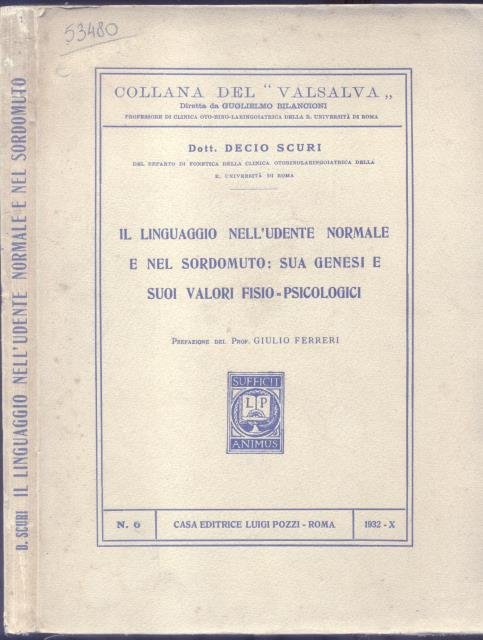 53480
D. SCURI IL LINGUAGGIO NELL'UDENTE NORMALE E NEL SORDOMUTO
COLLANA DEL “ VALSALVA „
Diretta da GUGLIELMO BILANCIONI
PROFESSORE DI CLINICA OTO-RINO-LARINGOIATRICA DELLA R. UNIVERSITÀ DI ROMA
Dott. DECIO SCURI
DEL REPARTO DI FONETICA DELLA CLINICA OTORINOLARINGOIATRICA DELLA
R. UNIVERSITÀ DI ROMA
IL LINGUAGGIO NELL'UDENTE NORMALE
E NEL SORDOMUTO: SUA GENESI E
SUOI VALORI FISIO=PSICOLOGICI
PREFAZIONE DEL PROF. GIULIO FERRERI
SUFFICIT
L P
ANIMUS
N. 6
CASA EDITRICE LUIGI POZZI - ROMA
1932 - X